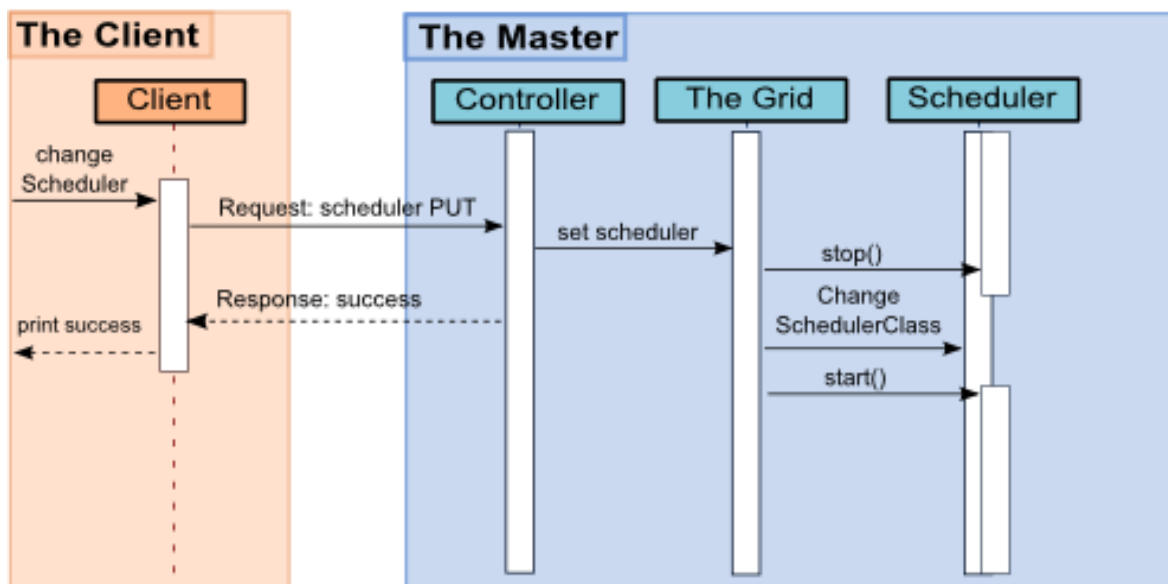 The Client
The Master
Client
Controller
The Grid
Scheduler
change
Scheduler
Request: scheduler PUT
set scheduler
stop()
Change
SchedulerClass
Response: success
print success
start()